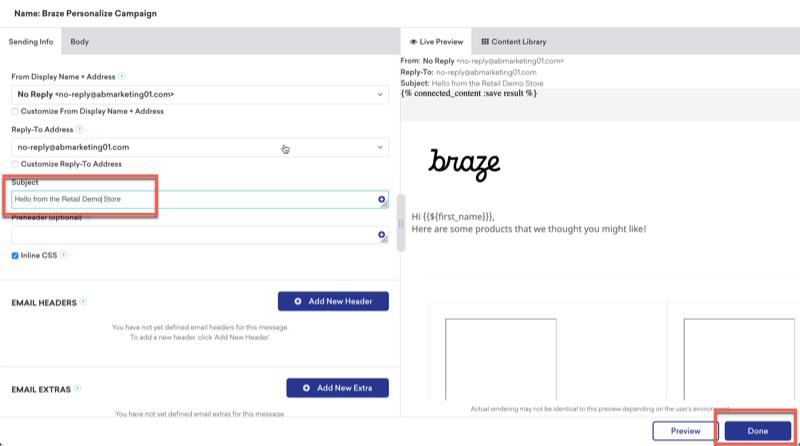 Name: Braze Personalize Campaign
Sending Info
Body
From Display Name + Address
No Reply <no-reply@abmarketing01.com>
Customize From Display Name + Address
Reply-To Address
no-reply@abmarketing01.com
Customize Reply-To Address
Subject
Hello from the Retail Demo Store
Preheader (optional)
Inline CSS
EMAIL HEADERS
Add New Header
You have not yet defined email headers for this message.
To add a new header, click 'Add New Header'.
EMAIL EXTRAS
Add New Extra
You have not yet defined email extras for this message.
Live Preview
Content Library
From: No Reply <no-reply@abmarketing01.com>
Reply-To: no-reply@abmarketing01.com
Subject: Hello from the Retail Demo Store
{% connected_content :save result %}
braze
Hi {{${first_name}}},
Here are some products that we thought you might like!
Actual rendering may not be identical to this preview depending on the user's
Preview
Done